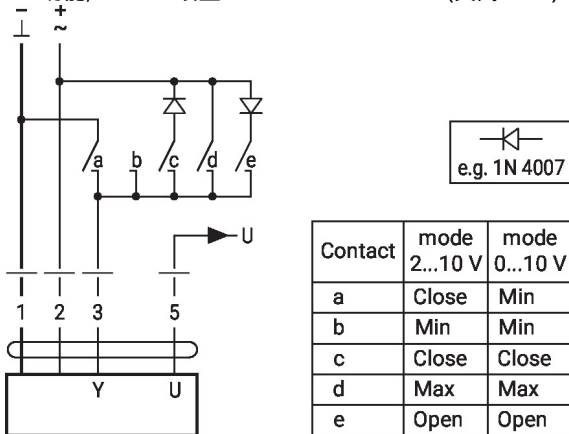 - +
⊥ ~
a b c d e
U
e.g. 1N 4007
1 2 3 5
Y U
Contact mode 2...10 V mode 0...10 V
a Close Min
b Min Min
c Close Close
d Max Max
e Open Open